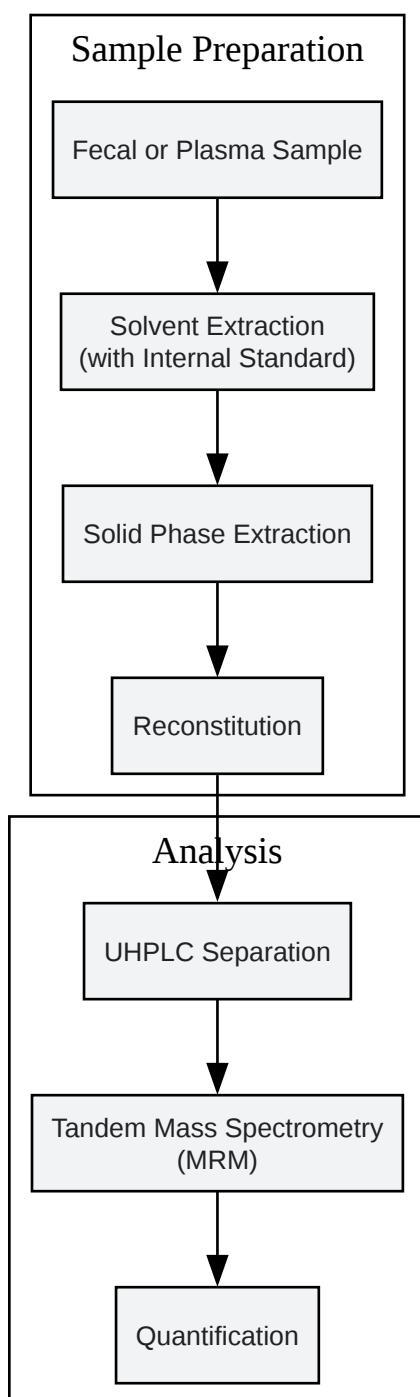 Sample Preparation
Fecal or Plasma Sample
Solvent Extraction
(with Internal Standard)
Solid Phase Extraction
Reconstitution
Analysis
UHPLC Separation
Tandem Mass Spectrometry
(MRM)
Quantification